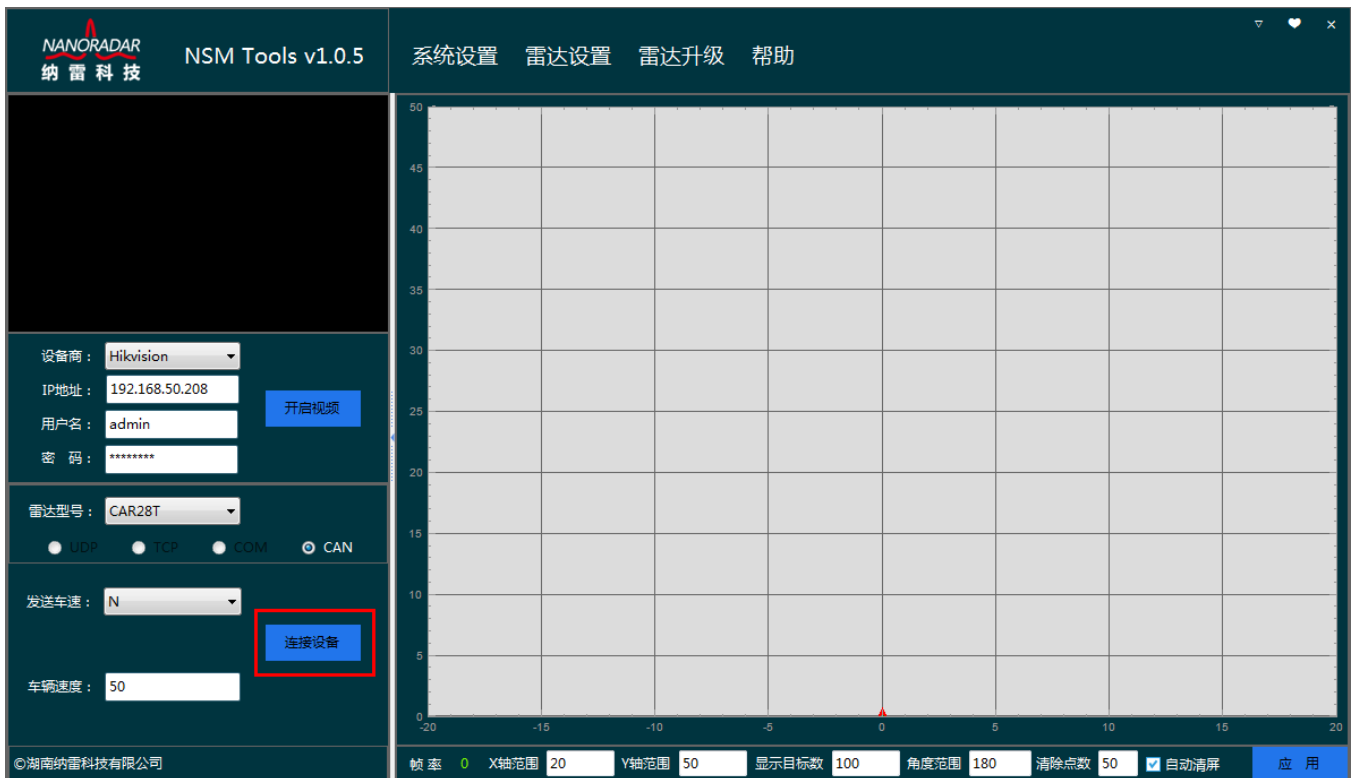 NANORADAR
纳雷科技
NSM Tools v1.0.5
系统设置 雷达设置 雷达升级 帮助
设备商： Hikvision
IP地址： 192.168.50.208
开启视频
用户名： admin
密 码： ********
雷达型号： CAR28T
UDP TCP COM CAN
发送车速： N
连接设备
车辆速度： 50
©湖南纳雷科技有限公司
50
45
40
35
30
25
20
15
10
5
0
-20 -15 -10 -5 0 5 10 15 20
帧 率 0 X轴范围 20 Y轴范围 50 显示目标数 100 角度范围 180 清除点数 50 自动清屏 应 用